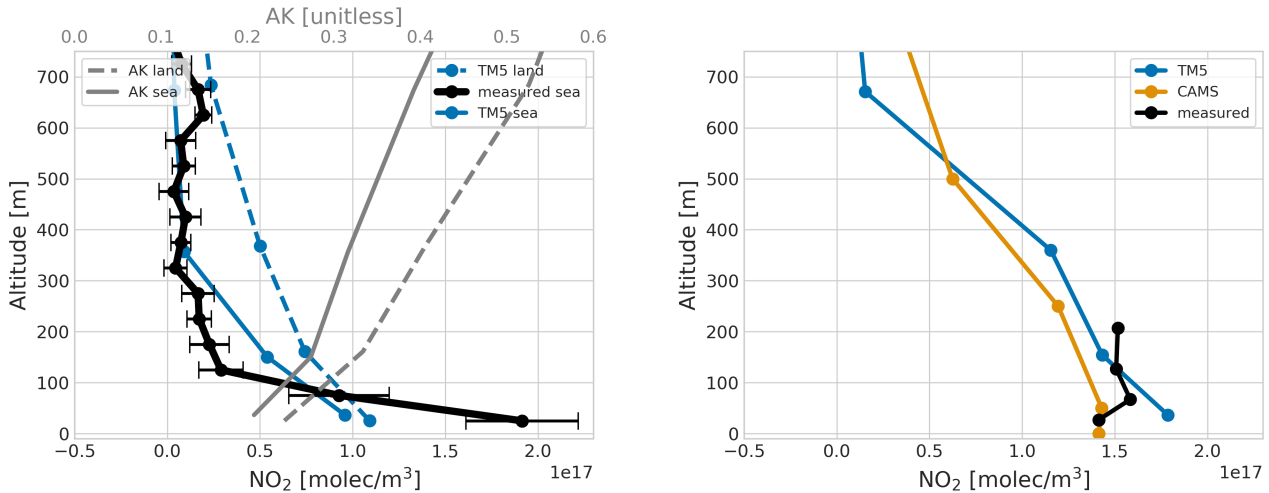 AK [unitless]
0.0 0.1 0.2 0.3 0.4 0.5 0.6
AK land
AK sea
TM5 land
measured sea
TM5 sea
700
600
500
400
300
200
100
0
Altitude [m]
−0.5 0.0 0.5 1.0 1.5 2.0
1e17
NO₂ [molec/m³]
TM5
CAMS
measured
700
600
500
400
300
200
100
0
Altitude [m]
−0.5 0.0 0.5 1.0 1.5 2.0
1e17
NO₂ [molec/m³]